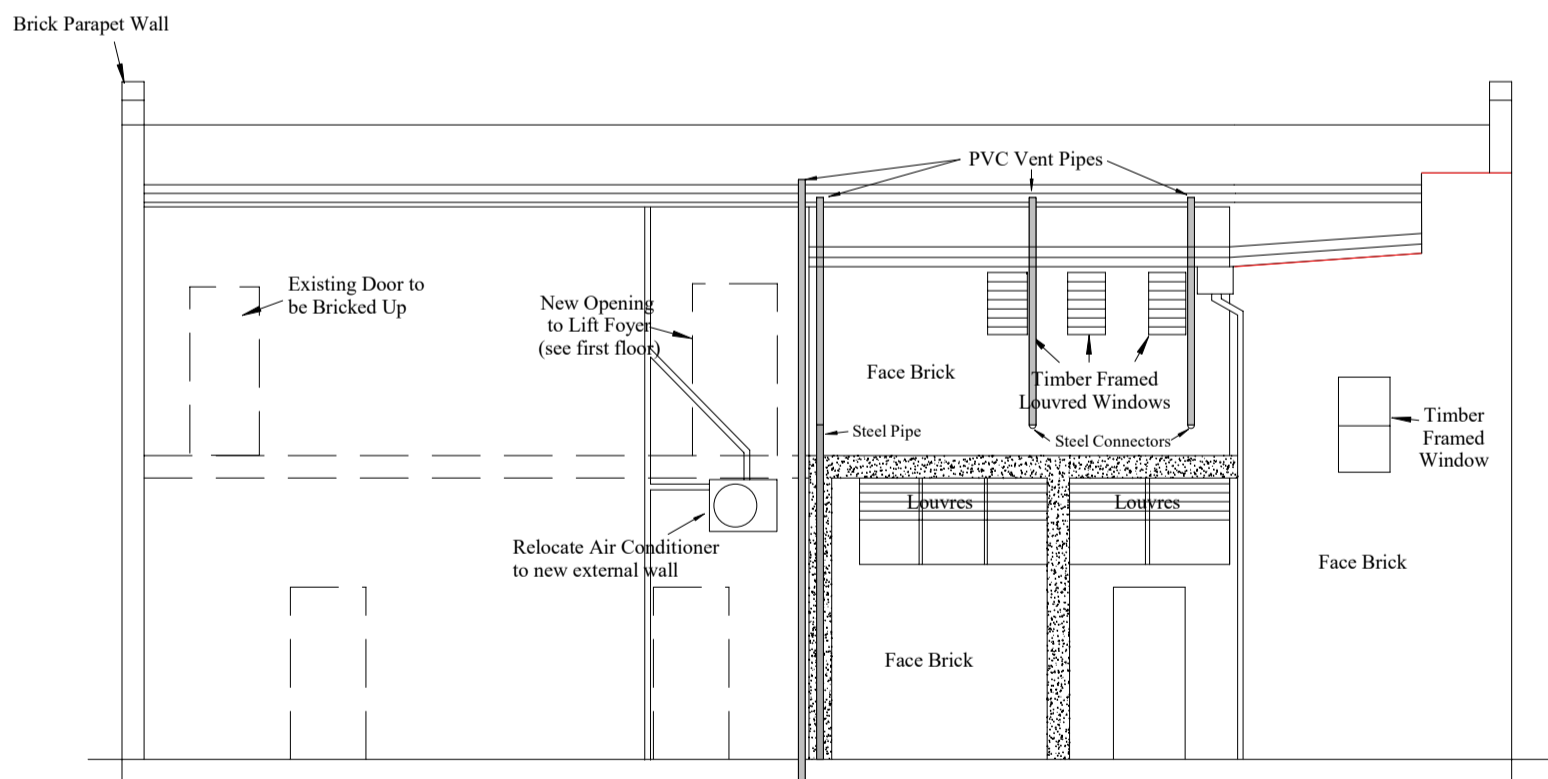 Brick Parapet Wall
PVC Vent Pipes
Existing Door to
be Bricked Up
New Opening
to Lift Foyer
(see first floor)
Face Brick
Timber Framed
Louvred Windows
Steel Pipe
Steel Connectors
Timber
Framed
Window
Louvres
Louvres
Relocate Air Conditioner
to new external wall
Face Brick
Face Brick